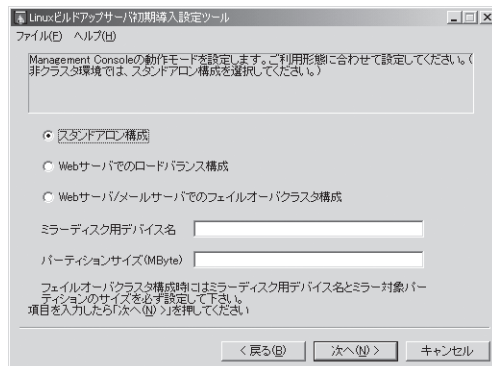 Linuxビルドアップサーバ初期導入設定ツール
ファイル(F) ヘルプ(H)
Management Consoleの動作モードを設定します。ご利用形態に合わせて設定してください。(
非クラスタ環境では、スタンドアロン構成を選択してください。)
スタンドアロン構成
Webサーバでのロードバランス構成
Webサーバ/メールサーバでのフェイルオーバクラスタ構成
ミラーディスク用デバイス名
パーティションサイズ(MByte)
フェイルオーバクラスタ構成時にはミラーディスク用デバイス名とミラー対象パー
ティションのサイズを必ず設定して下さい。
項目を入力したら「次へ(N) >」を押してください
< 戻る(B) 次へ(N) > キャンセル